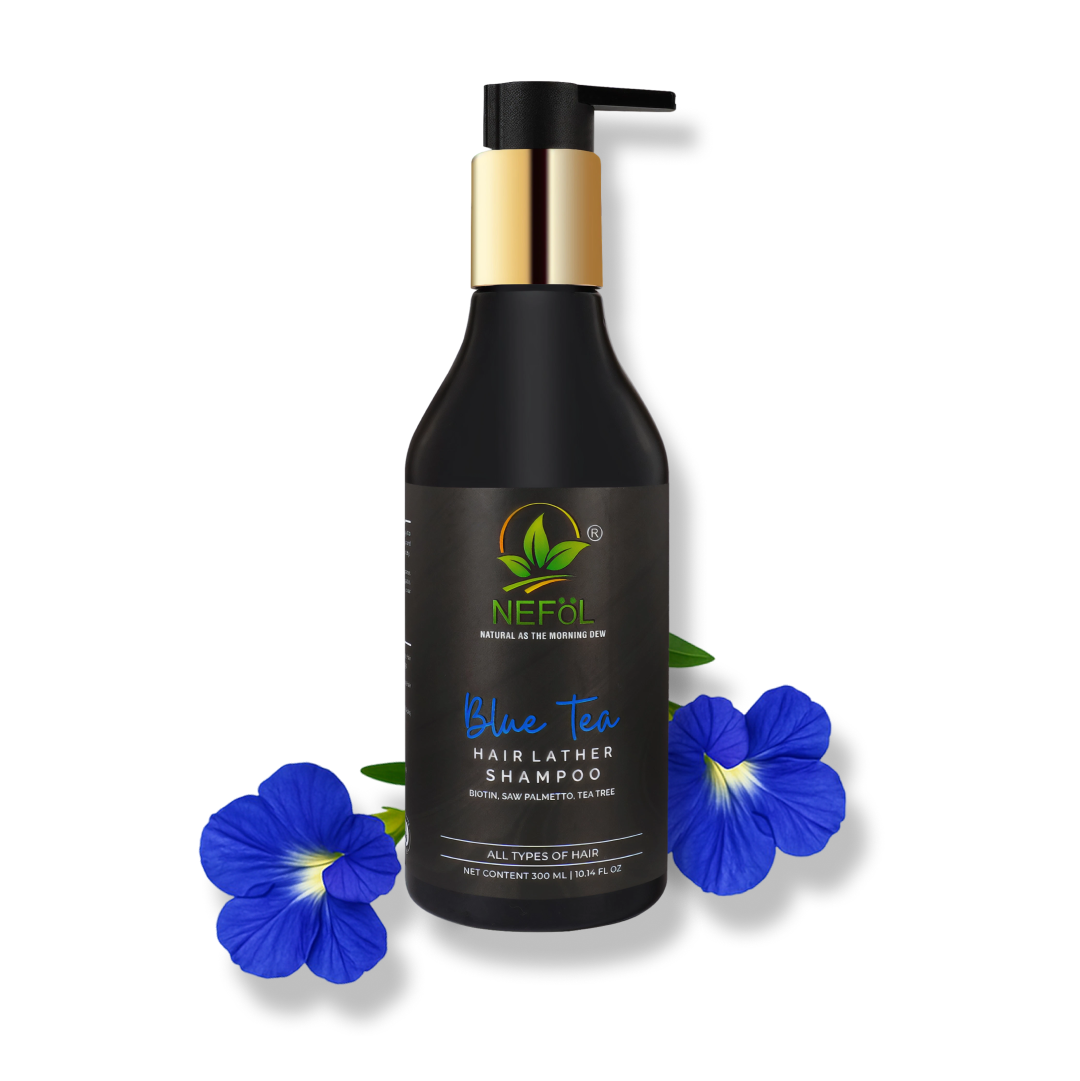 ®
NEFÖL
NATURAL AS THE MORNING DEW
Blue Tea
HAIR LATHER
SHAMPOO
BIOTIN, SAW PALMETTO, TEA TREE
ALL TYPES OF HAIR
NET CONTENT 300 ML | 10.14 FL OZ